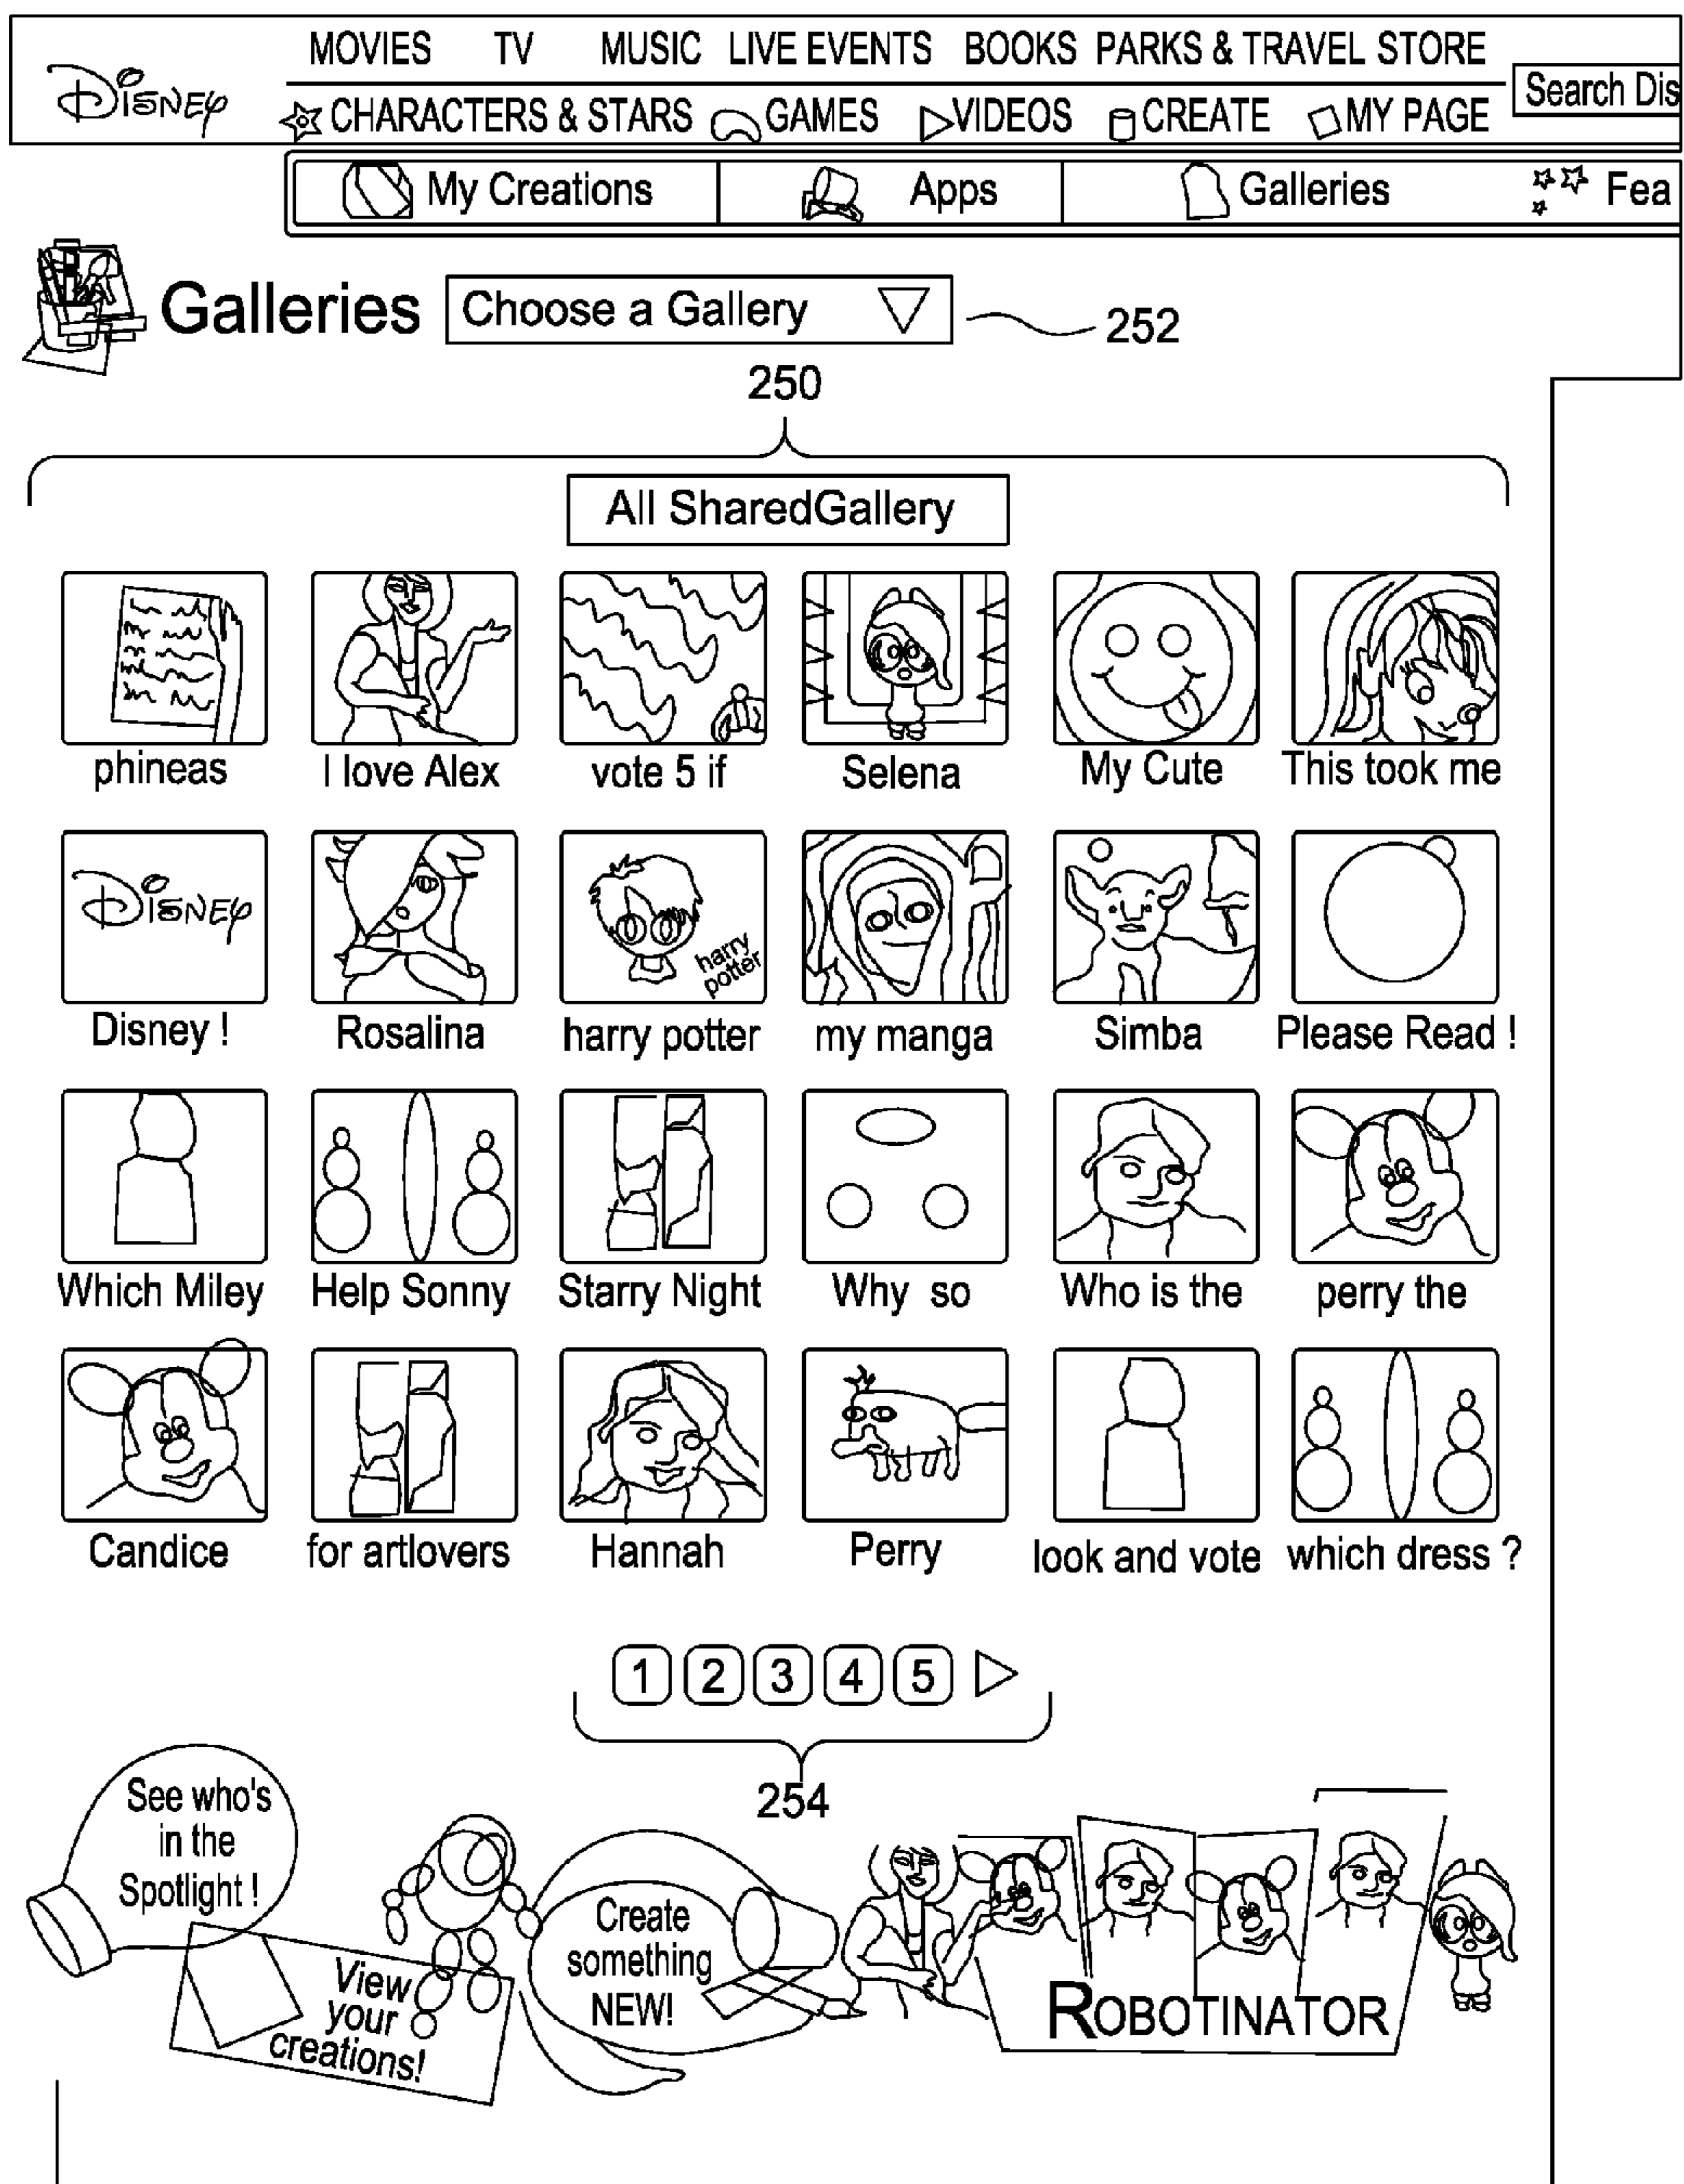 DISNEY
MOVIES TV MUSIC LIVE EVENTS BOOKS PARKS & TRAVEL STORE
CHARACTERS & STARS GAMES VIDEOS CREATE MY PAGE
Search Dis
My Creations Apps Galleries Fea
Galleries Choose a Gallery 252
250
All SharedGallery
phineas I love Alex vote 5 if Selena My Cute This took me
DISNEY
harry
potter
Disney ! Rosalina harry potter my manga Simba Please Read !
Which Miley Help Sonny Starry Night Why so Who is the perry the
Candice for artlovers Hannah Perry look and vote which dress ?
1 2 3 4 5
254
See who's
in the
Spotlight !
View
your
creations!
Create
something
NEW!
ROBOTINATOR